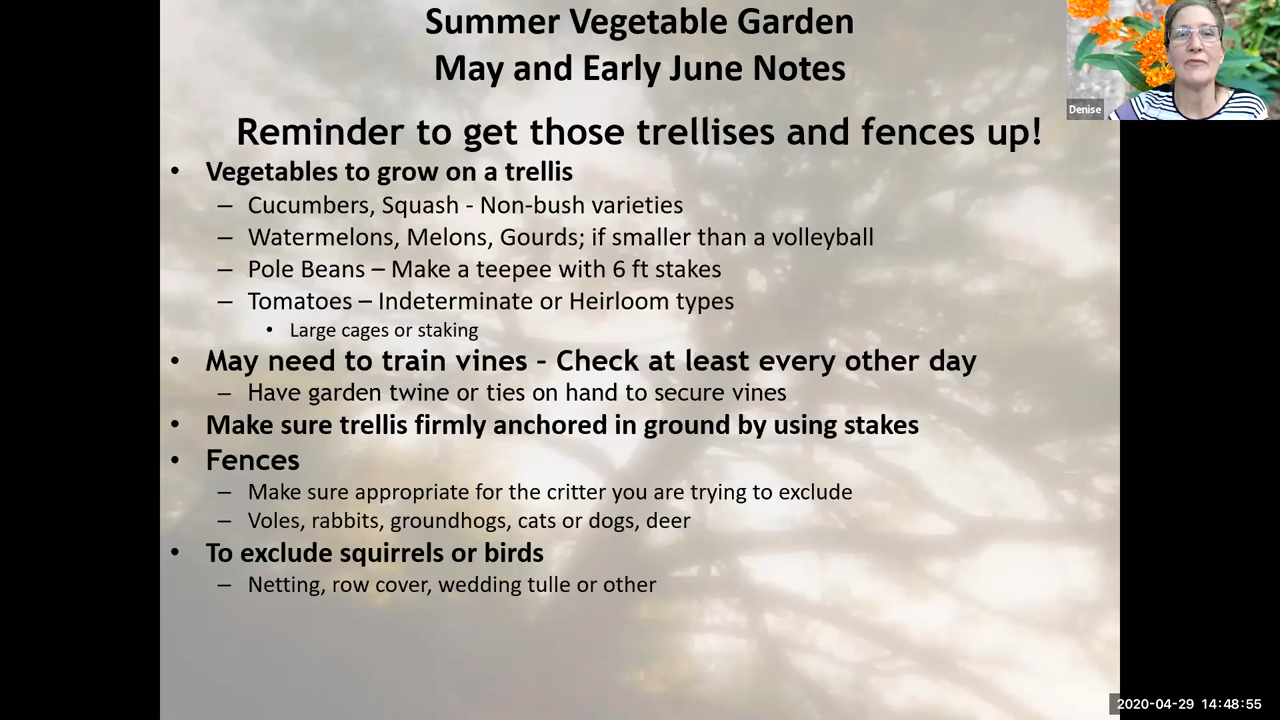 Summer Vegetable Garden
May and Early June Notes
Reminder to get those trellises and fences up!
• Vegetables to grow on a trellis
– Cucumbers, Squash - Non-bush varieties
– Watermelons, Melons, Gourds; if smaller than a volleyball
– Pole Beans – Make a teepee with 6 ft stakes
– Tomatoes – Indeterminate or Heirloom types
• Large cages or staking
• May need to train vines – Check at least every other day
– Have garden twine or ties on hand to secure vines
• Make sure trellis firmly anchored in ground by using stakes
• Fences
– Make sure appropriate for the critter you are trying to exclude
– Voles, rabbits, groundhogs, cats or dogs, deer
• To exclude squirrels or birds
– Netting, row cover, wedding tulle or other
Denise
2020-04-29 14:48:55